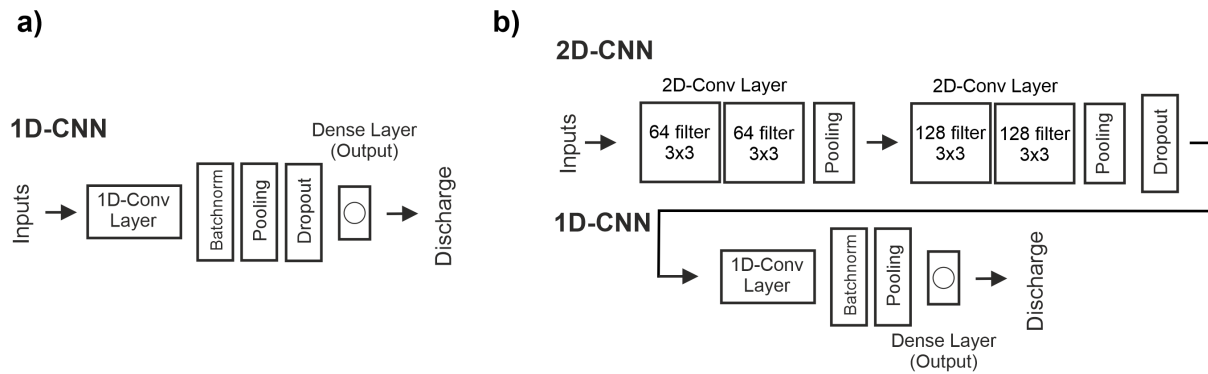 a)
1D-CNN
Inputs
1D-Conv
Layer
Batchnorm
Pooling
Dropout
Dense Layer
(Output)
Discharge
b)
2D-CNN
Inputs
2D-Conv Layer
64 filter
3x3
64 filter
3x3
Pooling
2D-Conv Layer
128 filter
3x3
128 filter
3x3
Pooling
Dropout
1D-CNN
1D-Conv
Layer
Batchnorm
Pooling
Dense Layer
(Output)
Discharge